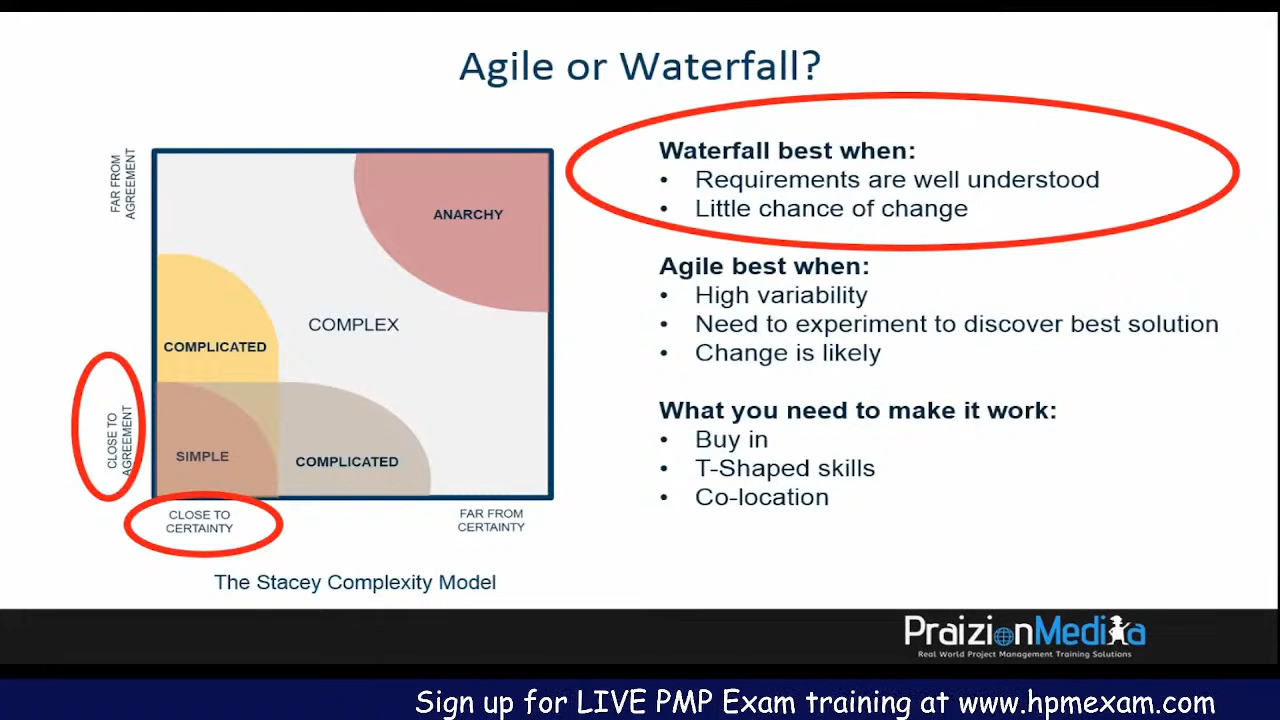 Agile or Waterfall?
FAR FROM
AGREEMENT
ANARCHY
COMPLEX
COMPLICATED
CLOSE TO
AGREEMENT
SIMPLE
COMPLICATED
CLOSE TO
CERTAINTY
FAR FROM
CERTAINTY
The Stacey Complexity Model
Waterfall best when:
• Requirements are well understood
• Little chance of change
Agile best when:
• High variability
• Need to experiment to discover best solution
• Change is likely
What you need to make it work:
• Buy in
• T-Shaped skills
• Co-location
PraizionMedia
Real World Project Management Training Solutions
Sign up for LIVE PMP Exam training at www.hpmexam.com